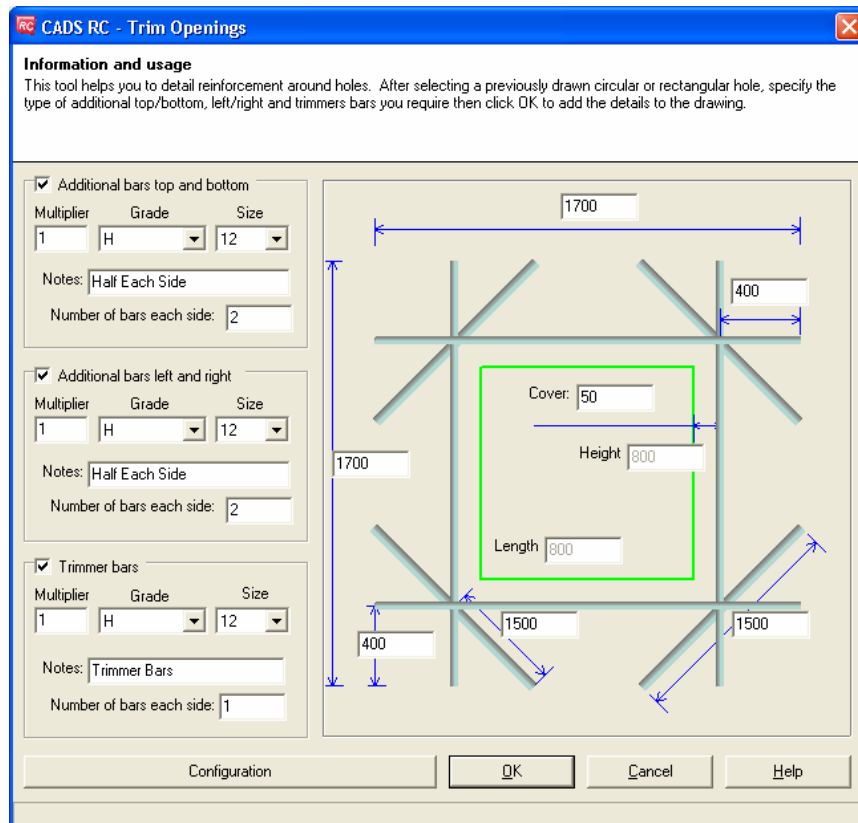 RC CADS RC - Trim Openings
Information and usage
This tool helps you to detail reinforcement around holes. After selecting a previously drawn circular or rectangular hole, specify the
type of additional top/bottom, left/right and trimmers bars you require then click OK to add the details to the drawing.
Additional bars top and bottom
Multiplier Grade Size
1 H 12
Notes: Half Each Side
Number of bars each side: 2
Additional bars left and right
Multiplier Grade Size
1 H 12
Notes: Half Each Side
Number of bars each side: 2
Trimmer bars
Multiplier Grade Size
1 H 12
Notes: Trimmer Bars
Number of bars each side: 1
1700
400
Cover: 50
Height 800
1700
Length 800
1500
1500
400
Configuration
OK
Cancel
Help